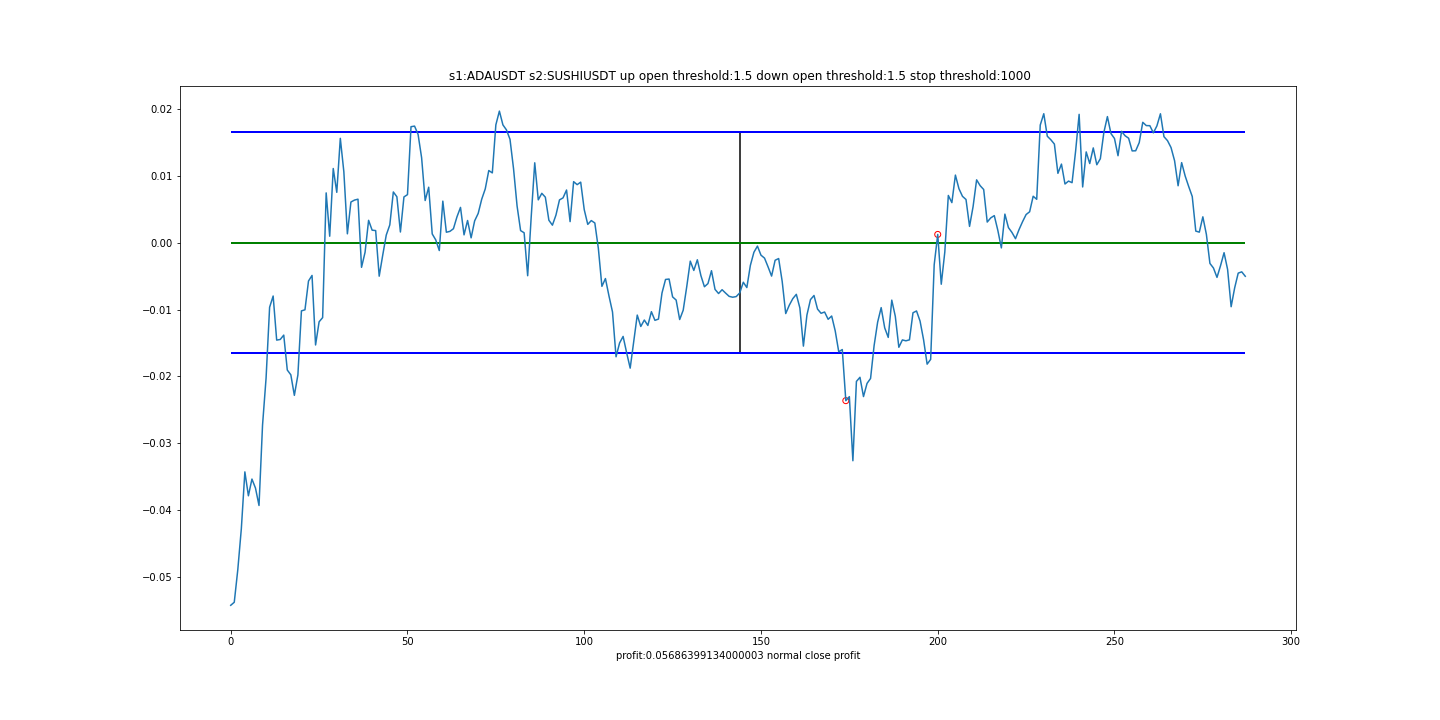 s1:ADAUSDT s2:SUSHIUSDT up open threshold:1.5 down open threshold:1.5 stop threshold:1000
0.02
0.01
0.00
−0.01
−0.02
−0.03
−0.04
−0.05
0 50 100 150 200 250 300
profit:0.05686399134000003 normal close profit